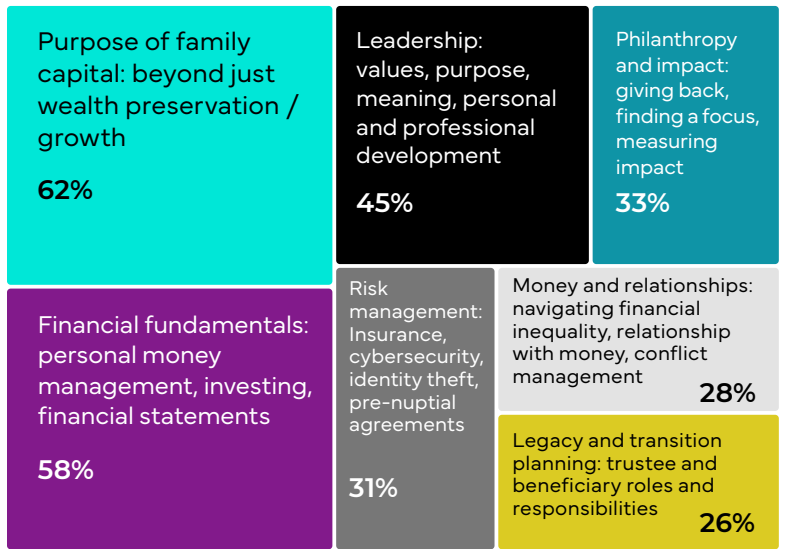 Purpose of family
capital: beyond just
wealth preservation /
growth
62%
Leadership:
values, purpose,
meaning, personal
and professional
development
45%
Philanthropy
and impact:
giving back,
finding a focus,
measuring
impact
33%
Financial fundamentals:
personal money
management, investing,
financial statements
58%
Risk
management:
Insurance,
cybersecurity,
identity theft,
pre-nuptial
agreements
31%
Money and relationships:
navigating financial
inequality, relationship
with money, conflict
management
28%
Legacy and transition
planning: trustee and
beneficiary roles and
responsibilities
26%